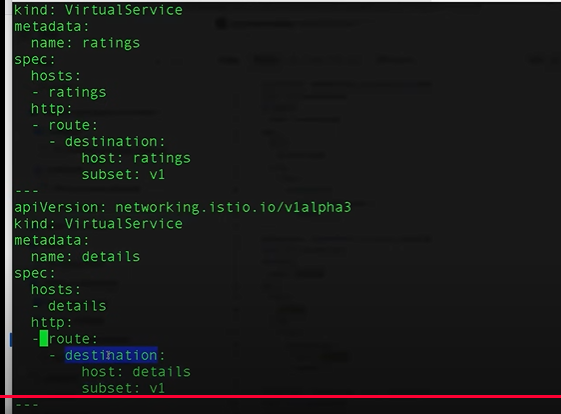 kind: VirtualService
metadata:
  name: ratings
spec:
  hosts:
  - ratings
  http:
  - route:
    - destination:
        host: ratings
        subset: v1
---
apiVersion: networking.istio.io/v1alpha3
kind: VirtualService
metadata:
  name: details
spec:
  hosts:
  - details
  http:
  - route:
    - destination:
        host: details
        subset: v1
---